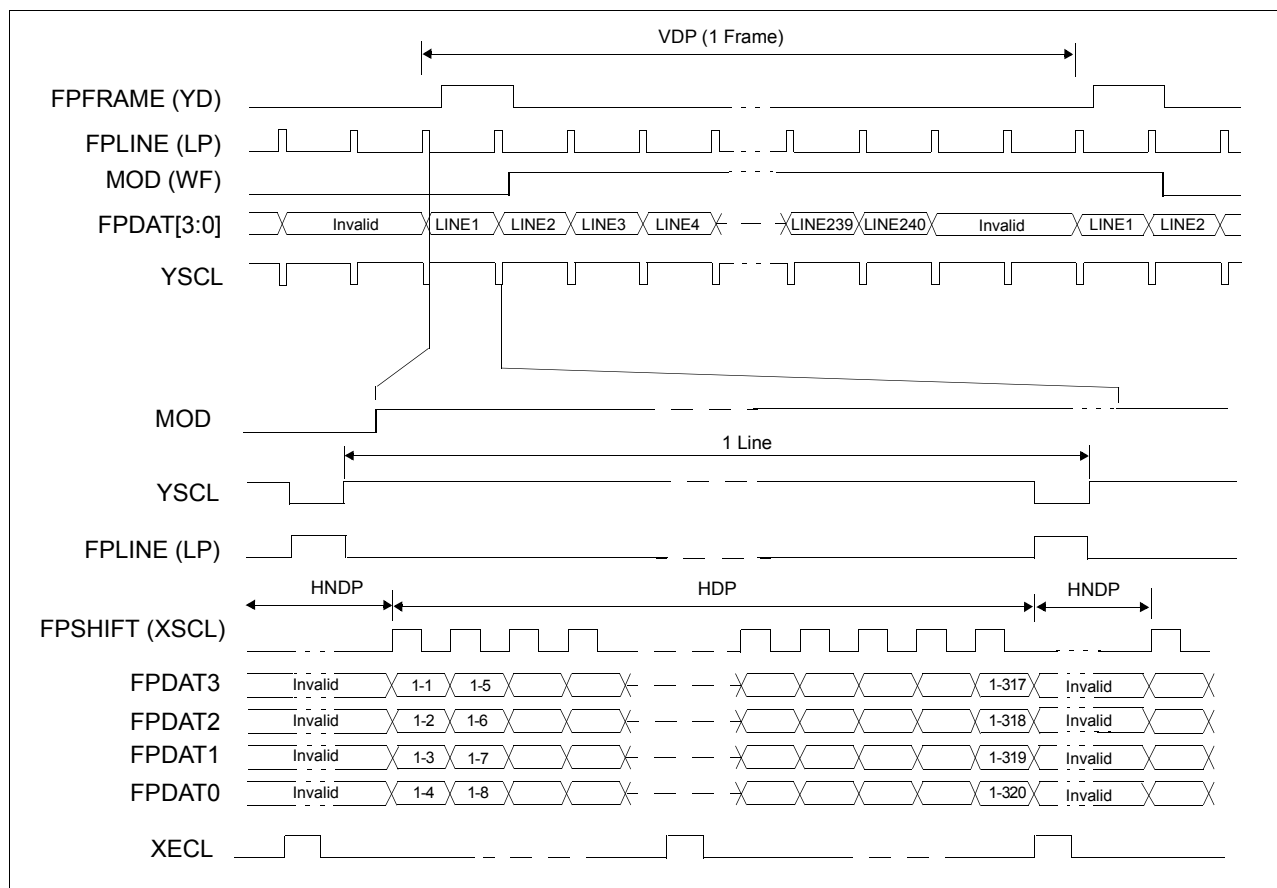 VDP (1 Frame)
FPFRAME (YD)
FPLINE (LP)
MOD (WF)
FPDAT[3:0] Invalid LINE1 LINE2 LINE3 LINE4 LINE239 LINE240 Invalid LINE1 LINE2
YSCL
MOD
1 Line
YSCL
FPLINE (LP)
HNDP HDP HNDP
FPSHIFT (XSCL)
FPDAT3 Invalid 1-1 1-5 1-317 Invalid
FPDAT2 Invalid 1-2 1-6 1-318 Invalid
FPDAT1 Invalid 1-3 1-7 1-319 Invalid
FPDAT0 Invalid 1-4 1-8 1-320 Invalid
XECL